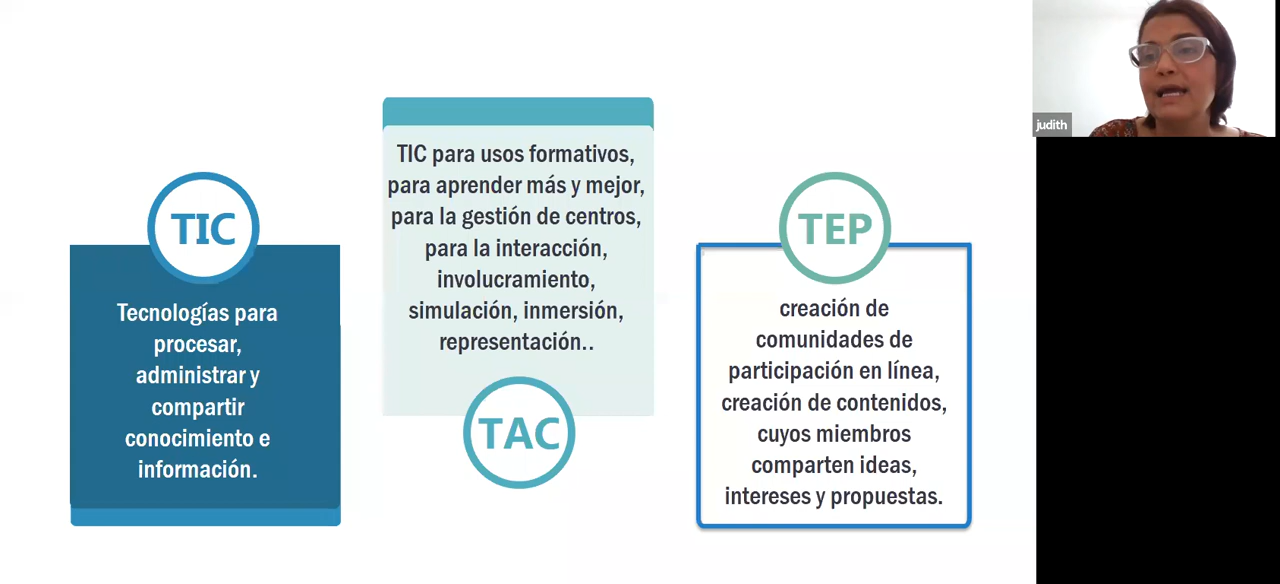 TIC
Tecnologías para
procesar,
administrar y
compartir
conocimiento e
información.
TIC para usos formativos,
para aprender más y mejor,
para la gestión de centros,
para la interacción,
involucramiento,
simulación, inmersión,
representación..
TAC
TEP
creación de
comunidades de
participación en línea,
creación de contenidos,
cuyos miembros
comparten ideas,
intereses y propuestas.
judith